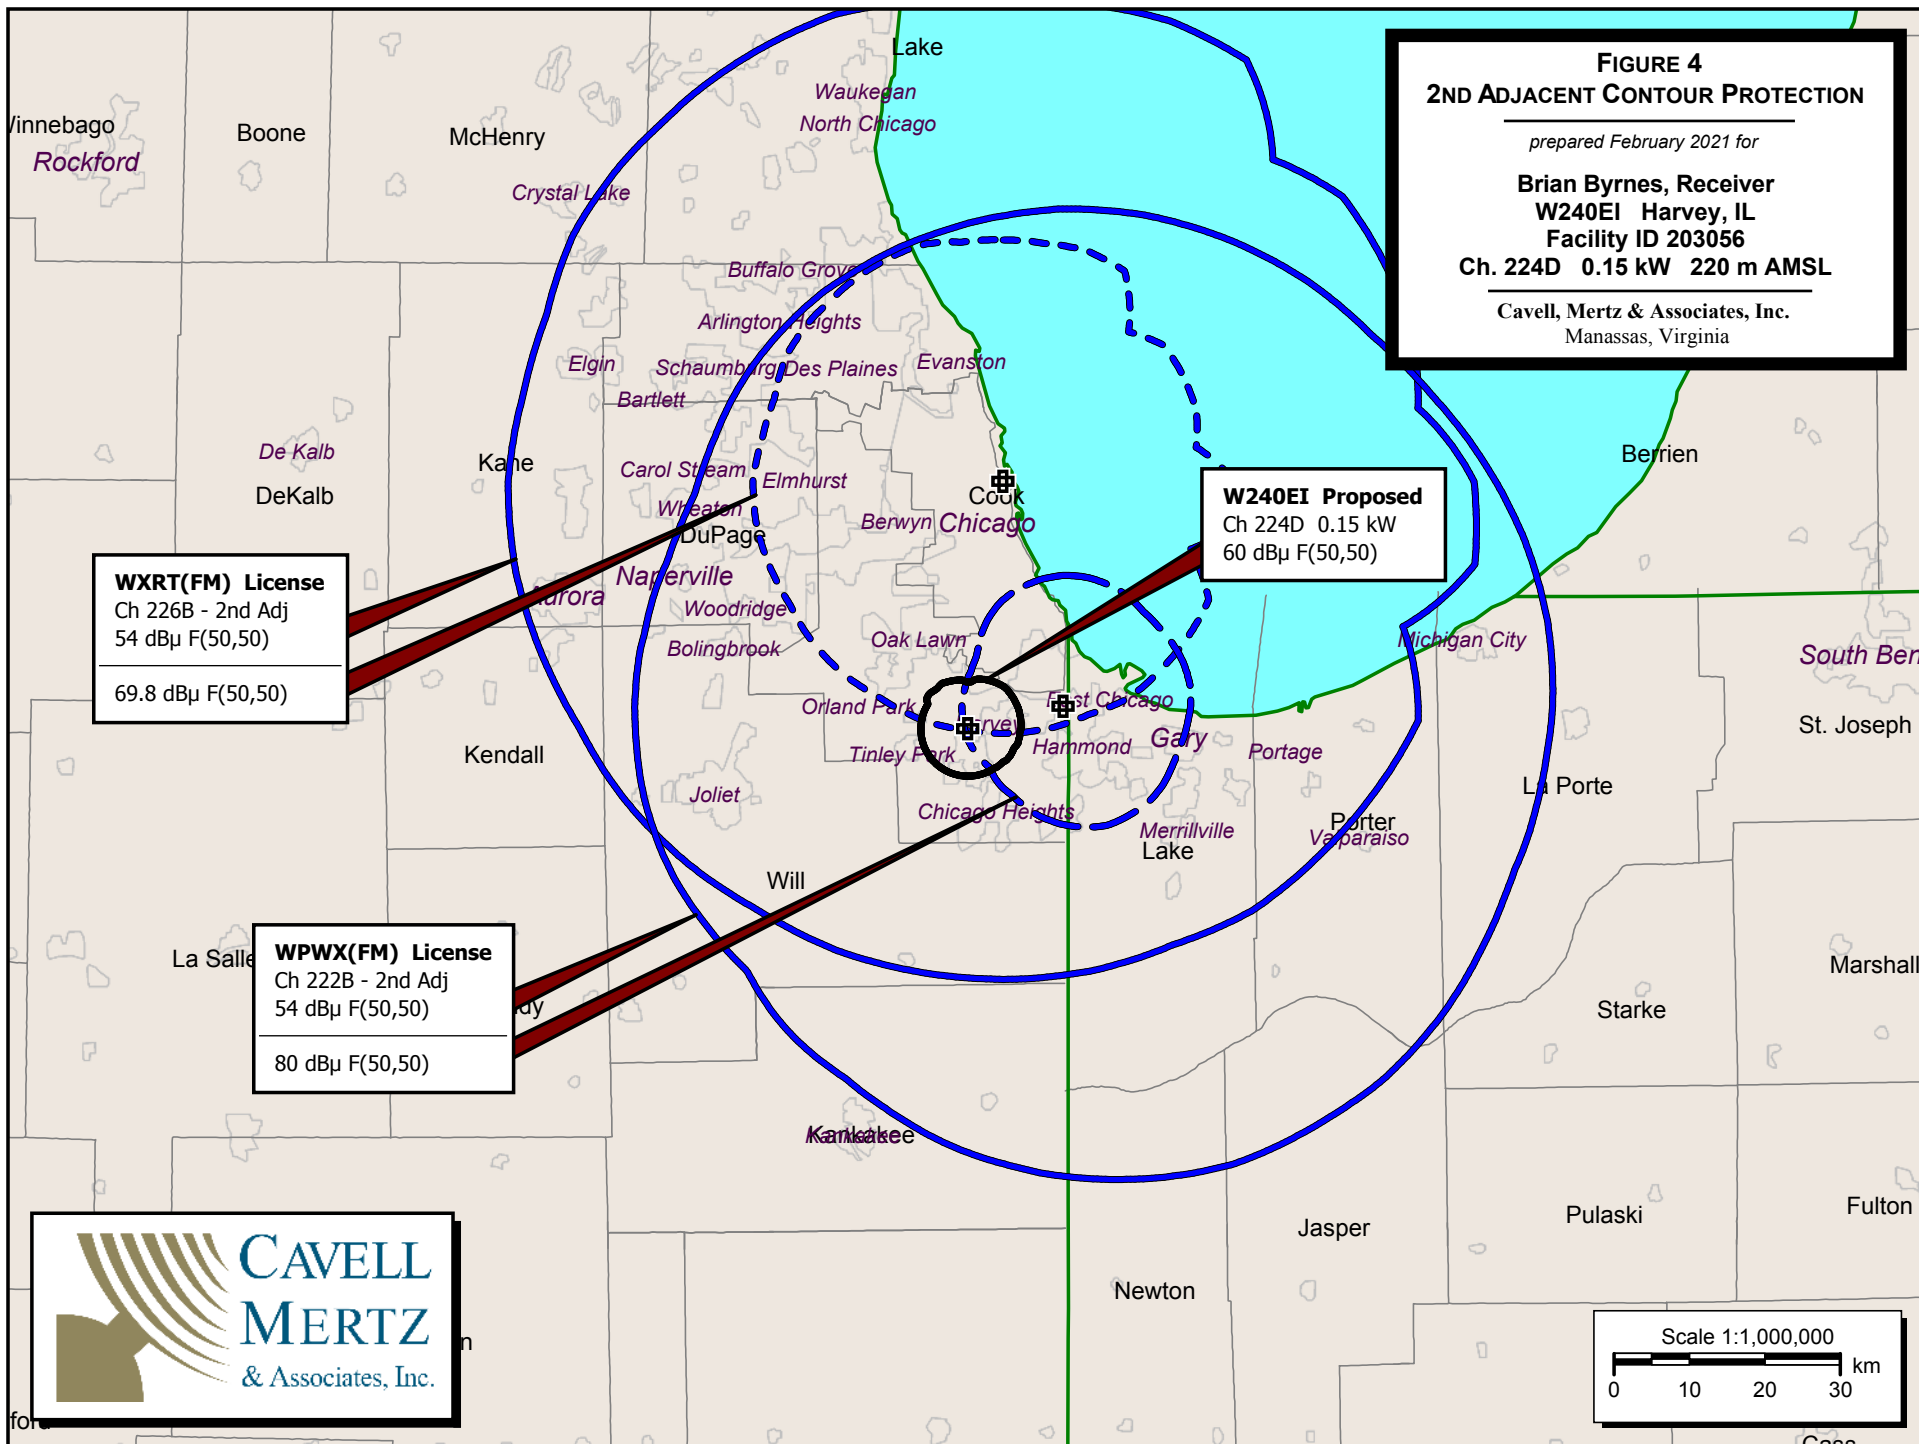 FIGURE 4
2ND ADJACENT CONTOUR PROTECTION
prepared February 2021 for
Brian Byrnes, Receiver
W240EI Harvey, IL
Facility ID 203056
Ch. 224D 0.15 kW 220 m AMSL
Cavell, Mertz & Associates, Inc.
Manassas, Virginia
Lake
Waukegan
North Chicago
Boone
McHenry
Rockford
Crystal Lake
Buffalo Grove
Arlington Heights
Elgin
Schaumburg
Des Plaines
Evanston
Bartlett
De Kalb
DeKalb
Kane
Carol Stream
Elmhurst
Wheaton
DuPage
Berwyn
Cook
Chicago
Berrien
W240EI Proposed
Ch 224D 0.15 kW
60 dBµ F(50,50)
WXRT(FM) License
Ch 226B - 2nd Adj
54 dBµ F(50,50)
69.8 dBµ F(50,50)
Naperville
Aurora
Woodridge
Bolingbrook
Oak Lawn
Michigan City
Orland Park
East Chicago
Harvey
Tinley Park
Hammond
Gary
Portage
St. Joseph
Kendall
Joliet
Chicago Heights
Merrillville
Lake
Porter
Valparaiso
La Porte
Will
La Salle
WPWX(FM) License
Ch 222B - 2nd Adj
54 dBµ F(50,50)
80 dBµ F(50,50)
Marshall
Starke
Kankakee
Jasper
Pulaski
Fulton
Newton
CAVELL
MERTZ
& Associates, Inc.
Scale 1:1,000,000
km
0 10 20 30